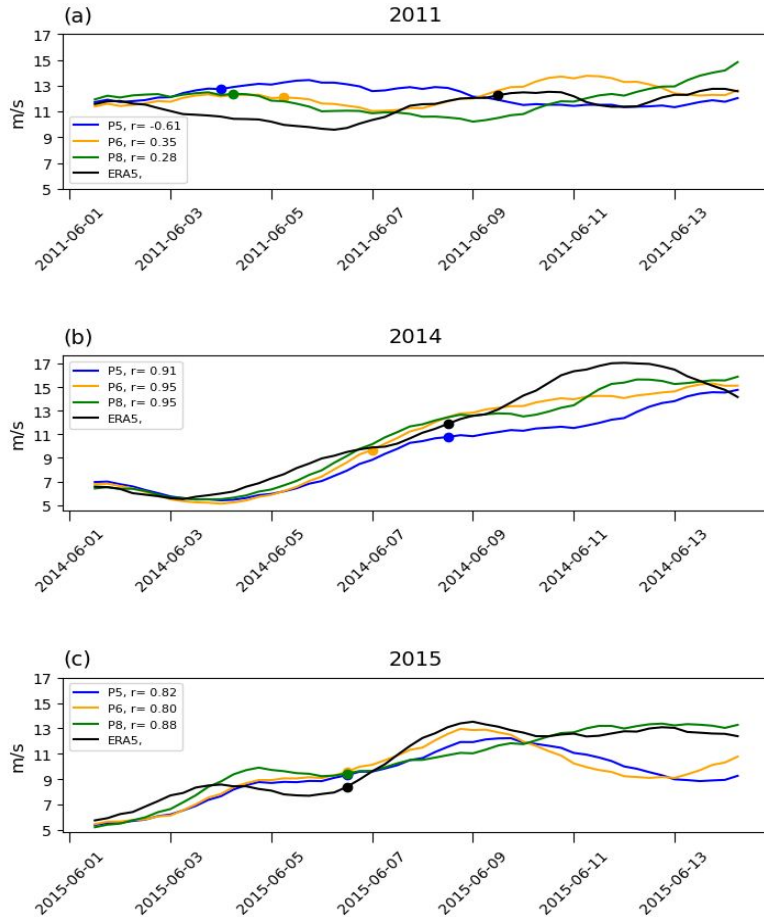 (a)
2011
17
15
13
11
9
7
5
m/s
P5, r= -0.61
P6, r= 0.35
P8, r= 0.28
ERA5,
2011-06-01
2011-06-03
2011-06-05
2011-06-07
2011-06-09
2011-06-11
2011-06-13
(b)
2014
17
15
13
11
9
7
5
m/s
P5, r= 0.91
P6, r= 0.95
P8, r= 0.95
ERA5,
2014-06-01
2014-06-03
2014-06-05
2014-06-07
2014-06-09
2014-06-11
2014-06-13
(c)
2015
17
15
13
11
9
7
5
m/s
P5, r= 0.82
P6, r= 0.80
P8, r= 0.88
ERA5,
2015-06-01
2015-06-03
2015-06-05
2015-06-07
2015-06-09
2015-06-11
2015-06-13